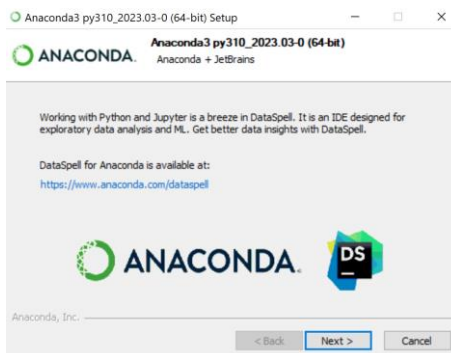 Anaconda3 py310_2023.03-0 (64-bit) Setup
Anaconda3 py310_2023.03-0 (64-bit)
ANACONDA.
Anaconda + JetBrains
Working with Python and Jupyter is a breeze in DataSpell. It is an IDE designed for
exploratory data analysis and ML. Get better data insights with DataSpell.
DataSpell for Anaconda is available at:
https://www.anaconda.com/dataspell
ANACONDA.
DS
Anaconda, Inc.
< Back
Next >
Cancel